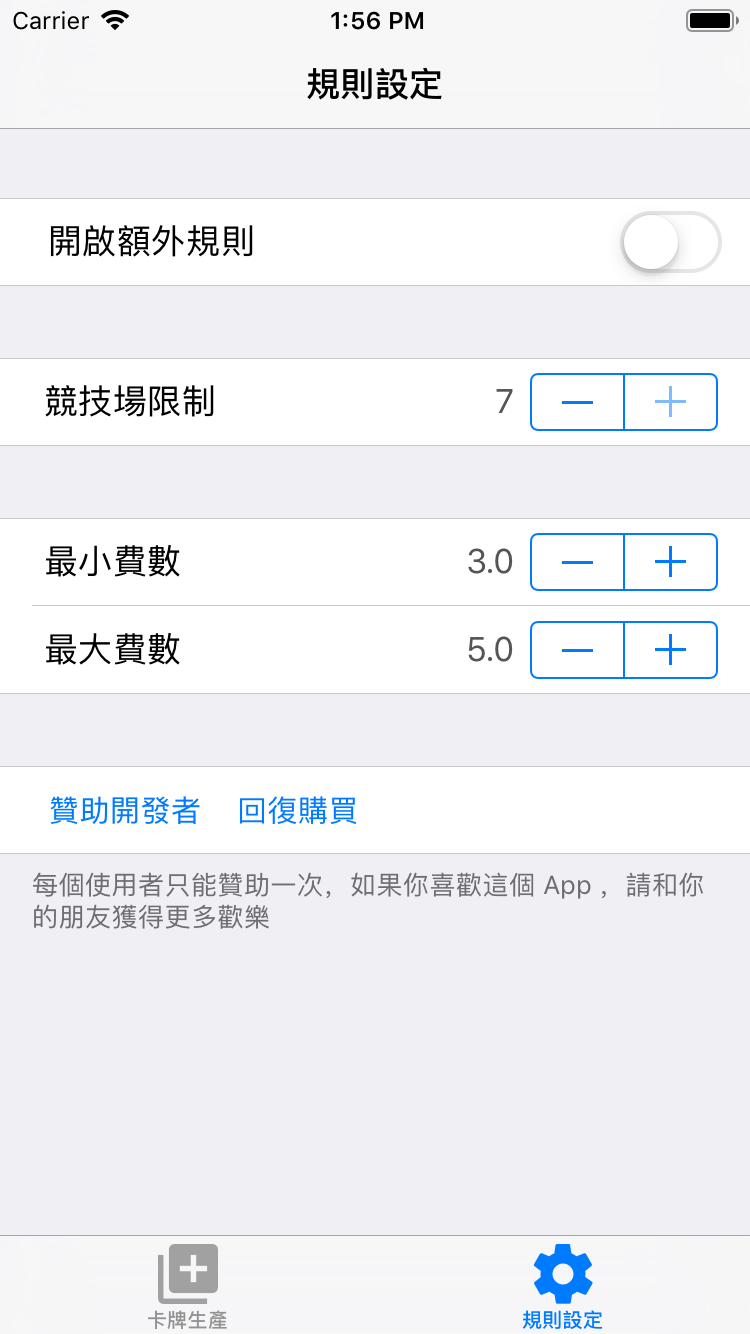 Carrier 1:56 PM
規則設定
開啟額外規則
競技場限制 7
最小費數 3.0
最大費數 5.0
贊助開發者 回復購買
每個使用者只能贊助一次，如果你喜歡這個 App ，請和你
的朋友獲得更多歡樂
卡牌生產 規則設定